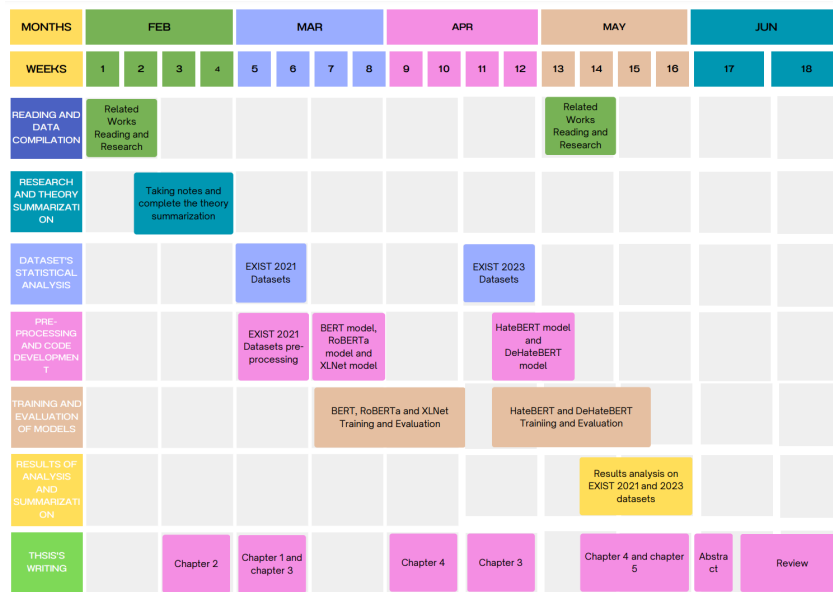 MONTHS FEB MAR APR MAY JUN
WEEKS 1 2 3 4 5 6 7 8 9 10 11 12 13 14 15 16 17 18
READING AND
DATA
COMPILATION
Related
Works
Reading and
Research
Related
Works
Reading and
Research
RESEARCH
AND THEORY
SUMMARIZATI
ON
Taking notes and
complete the theory
summarization
DATASET'S
STATISTICAL
ANALYSIS
EXIST 2021
Datasets
EXIST 2023
Datasets
PRE-
PROCESSING
AND CODE
DEVELOPMEN
T
EXIST 2021
Datasets pre-
processing
BERT model,
RoBERTa
model and
XLNet model
HateBERT model
and
DeHateBERT
model
TRAINING AND
EVALUATION
OF MODELS
BERT, RoBERTa and XLNet
Training and Evaluation
HateBERT and DeHateBERT
Traiining and Evaluation
RESULTS OF
ANALYSIS
AND
SUMMARIZATI
ON
Results analysis on
EXIST 2021 and 2023
datasets
THSIS'S
WRITING
Chapter 2
Chapter 1 and
chapter 3
Chapter 4
Chapter 3
Chapter 4 and chapter
5
Abstra
ct
Review